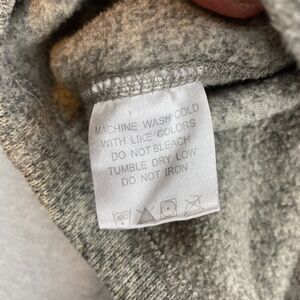 MACHINE WASH COLD
WITH LIKE COLORS
DO NOT BLEACH
TUMBLE DRY LOW
DO NOT IRON